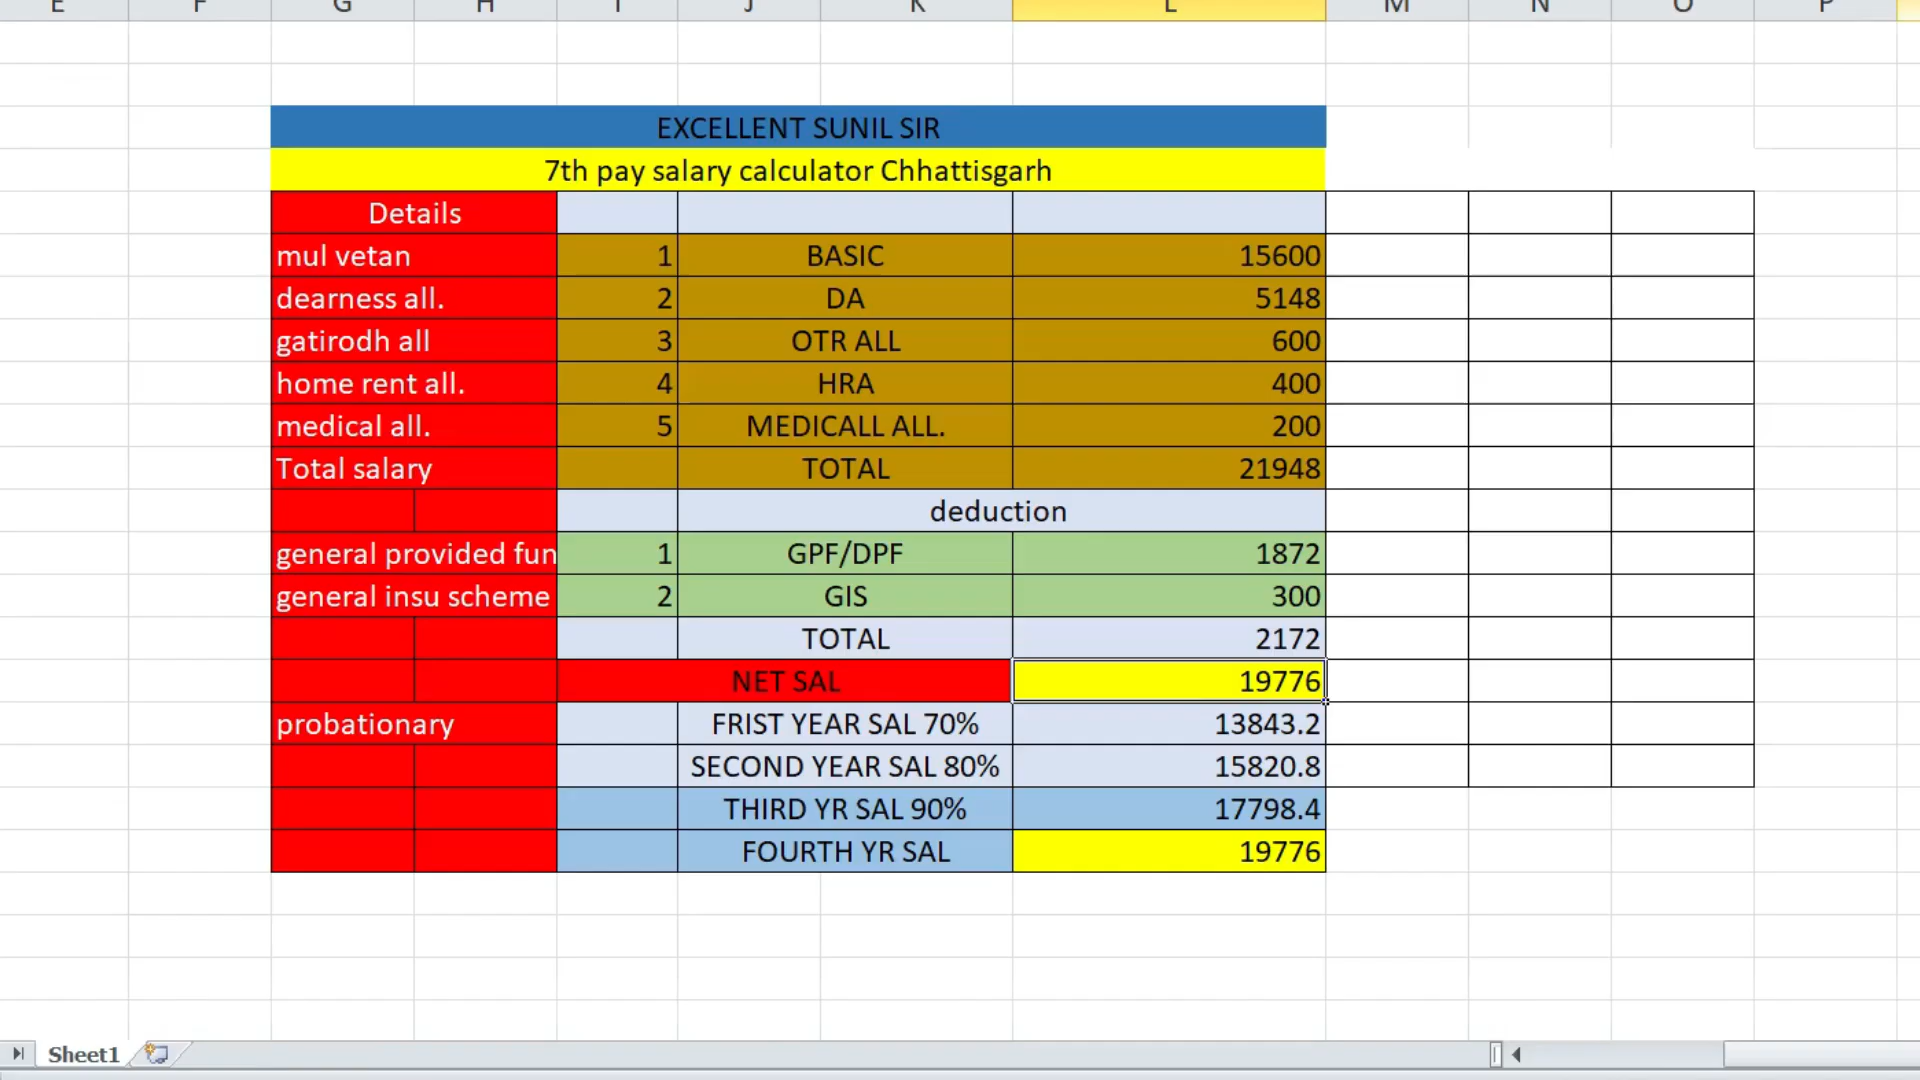 E F G H I J K L M N O P
EXCELLENT SUNIL SIR
7th pay salary calculator Chhattisgarh
Details
mul vetan 1 BASIC 15600
dearness all. 2 DA 5148
gatirodh all 3 OTR ALL 600
home rent all. 4 HRA 400
medical all. 5 MEDICALL ALL. 200
Total salary TOTAL 21948
deduction
general provided fun 1 GPF/DPF 1872
general insu scheme 2 GIS 300
TOTAL 2172
NET SAL 19776
probationary FRIST YEAR SAL 70% 13843.2
SECOND YEAR SAL 80% 15820.8
THIRD YR SAL 90% 17798.4
FOURTH YR SAL 19776
Sheet1